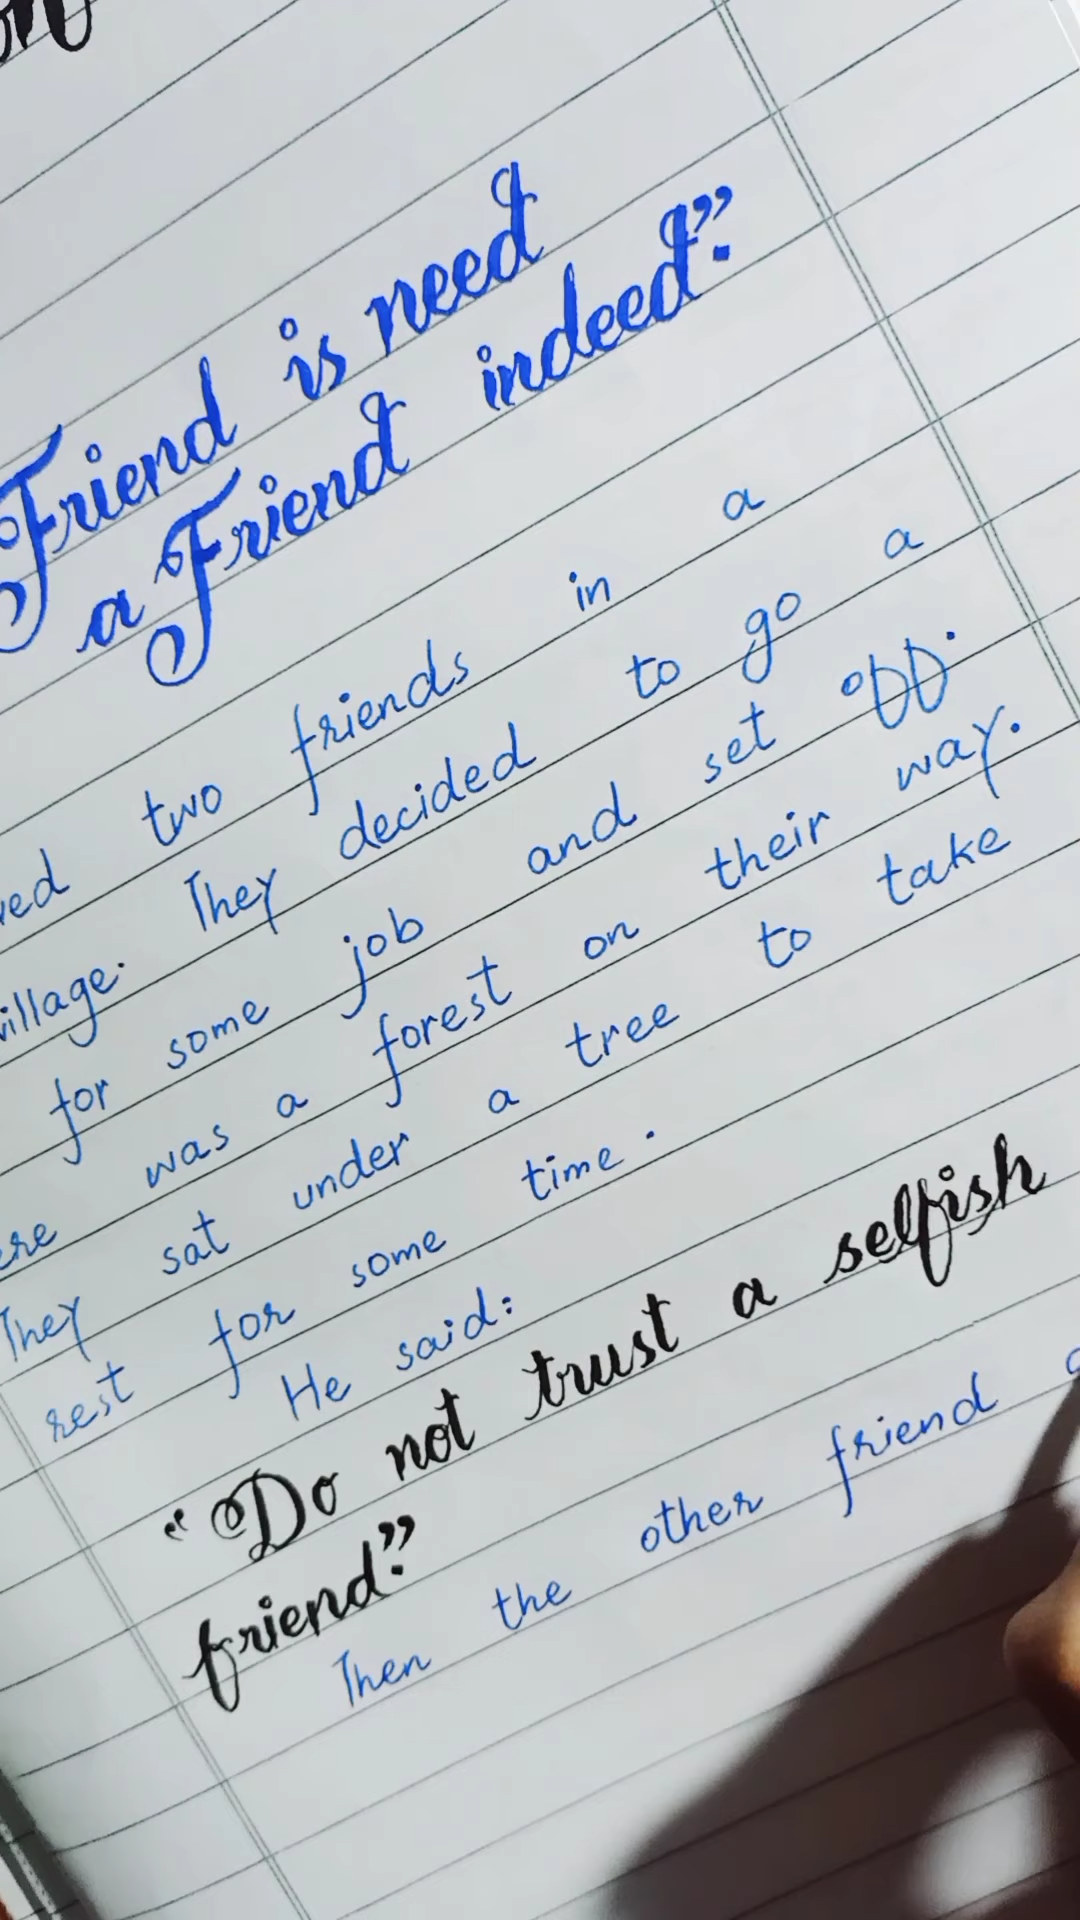 Friend is need
a Friend indeed".
two friends in a
village. They decided to go a
for some job and set off.
was a forest on their way.
They sat under a tree to take
rest for some time.
He said:
"Do not trust a selfish
friend."
Then the other friend